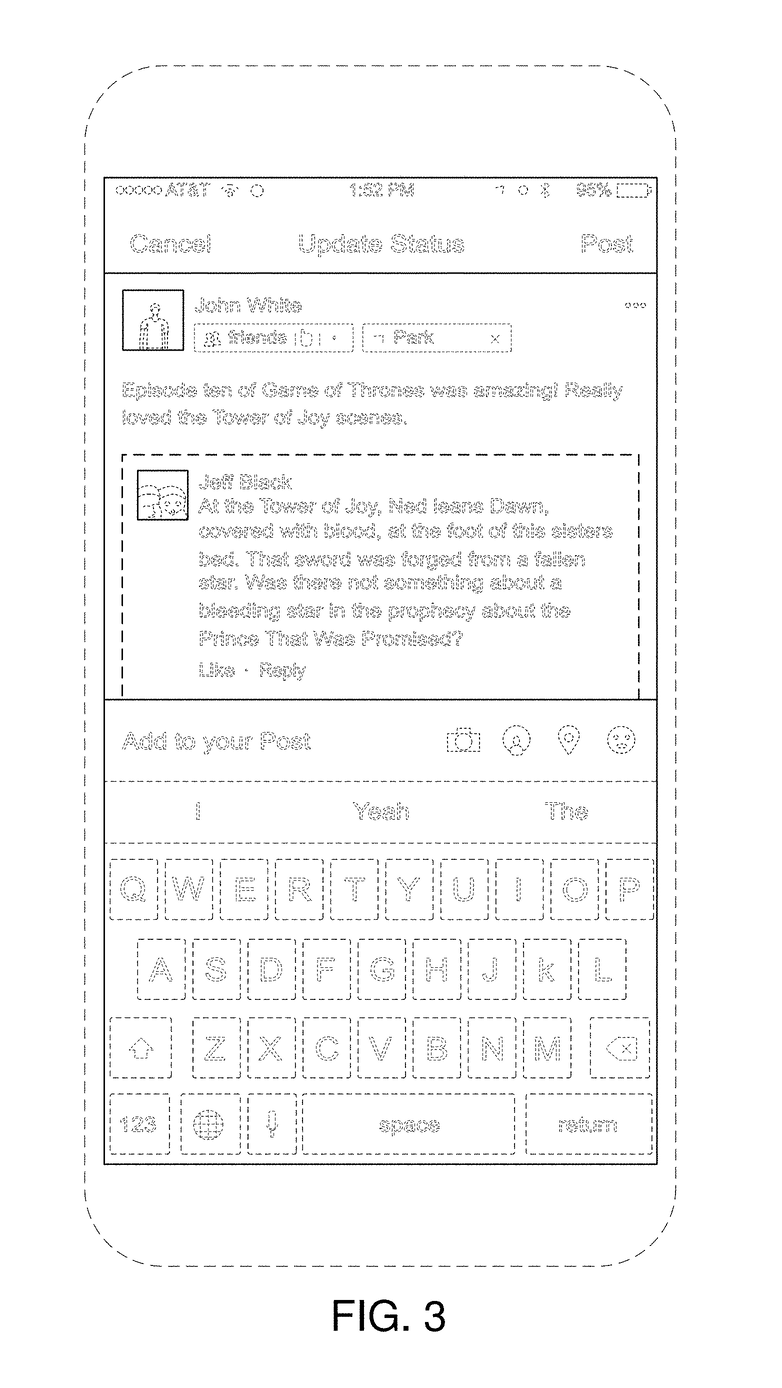 AT&T 1:52 PM 95%
Cancel Update Status Post
John White
friends Park ×
Episode ten of Game of Thrones was amazing! Really
loved the Tower of Joy scenes.
Jeff Black
At the Tower of Joy, Ned leans Dawn,
covered with blood, at the foot of this sisters
bed. That sword was forged from a fallen
star. Was there not something about a
bleeding star in the prophecy about the
Prince That Was Promised?
Like · Reply
Add to your Post
I Yeah The
Q W E R T Y U I O P
A S D F G H J k L
Z X C V B N M
123 space return
FIG. 3